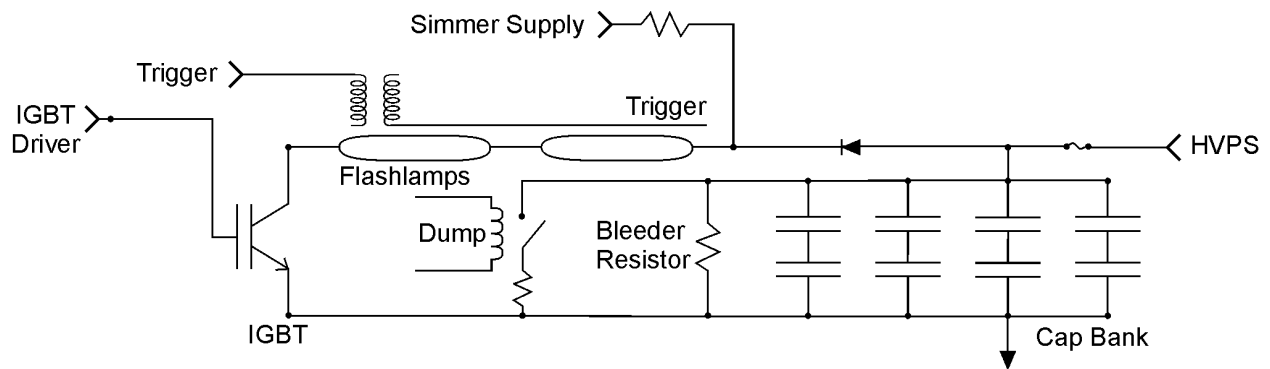 Simmer Supply
Trigger
IGBT
Driver
Trigger
HVPS
Flashlamps
Dump
Bleeder
Resistor
IGBT
Cap Bank